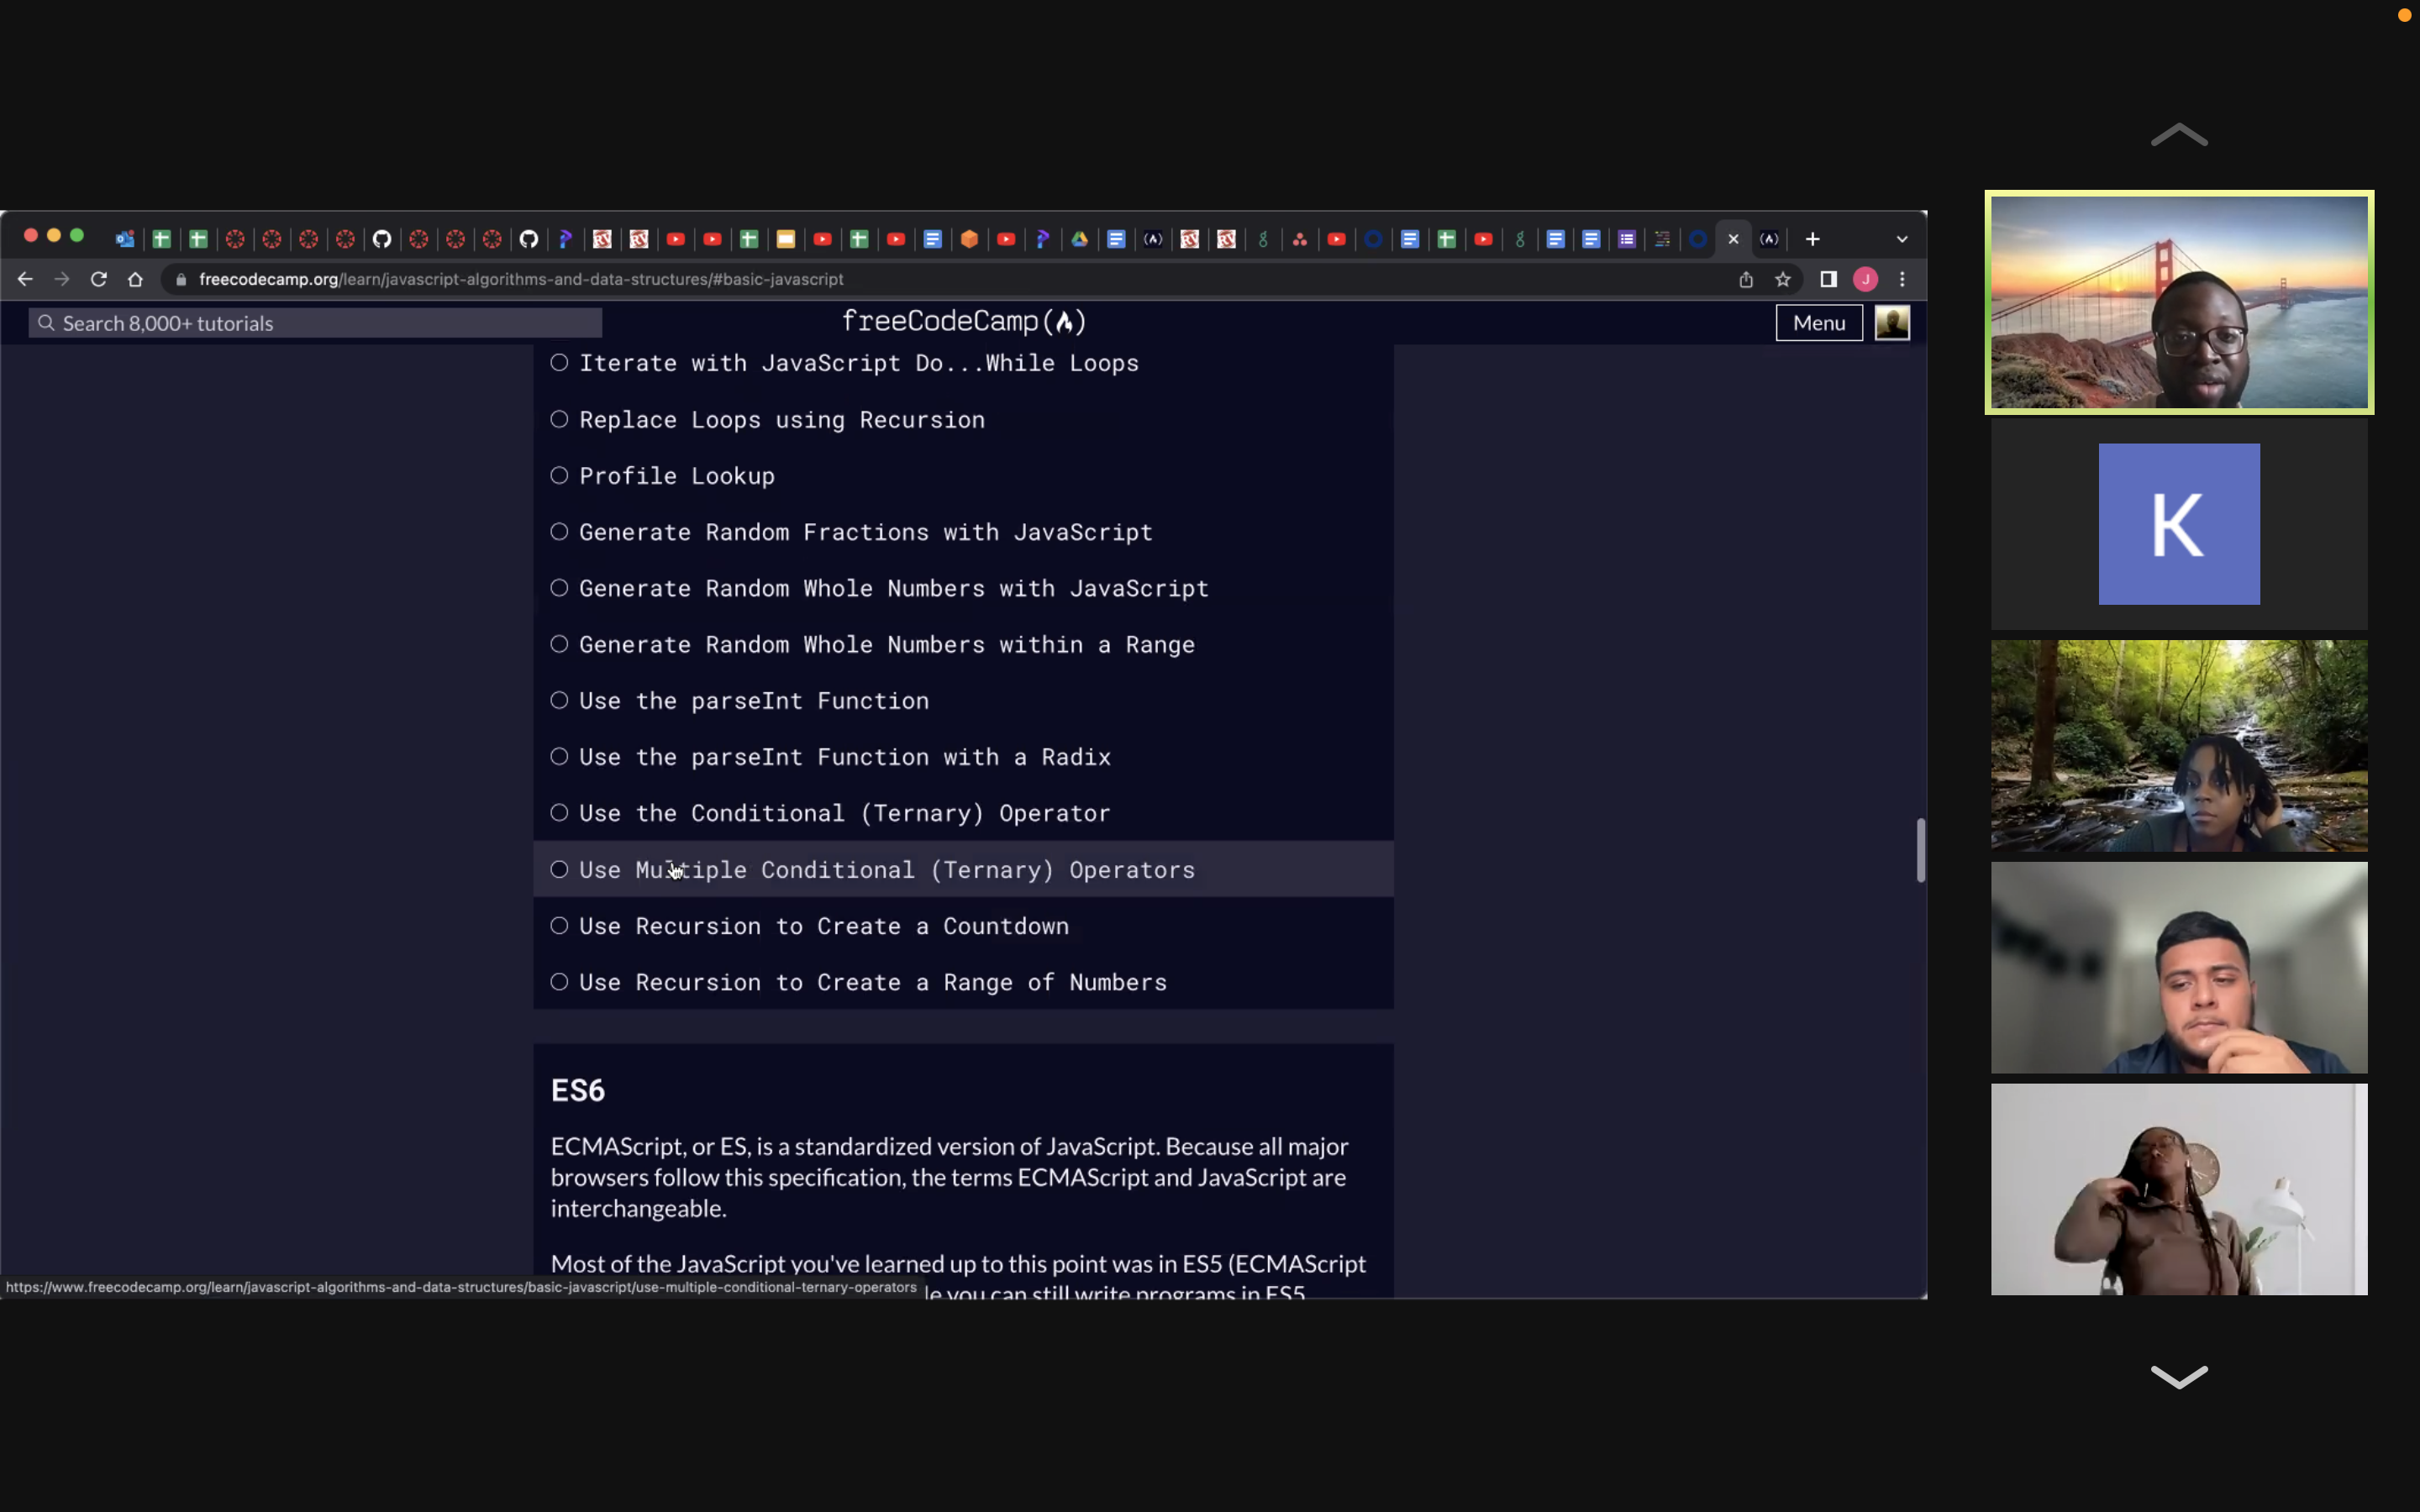 freecodecamp.org/learn/javascript-algorithms-and-data-structures/#basic-javascript
J
Search 8,000+ tutorials
freeCodeCamp
Menu
Iterate with JavaScript Do...While Loops
Replace Loops using Recursion
Profile Lookup
Generate Random Fractions with JavaScript
Generate Random Whole Numbers with JavaScript
Generate Random Whole Numbers within a Range
Use the parseInt Function
Use the parseInt Function with a Radix
Use the Conditional (Ternary) Operator
Use Multiple Conditional (Ternary) Operators
Use Recursion to Create a Countdown
Use Recursion to Create a Range of Numbers
ES6
ECMAScript, or ES, is a standardized version of JavaScript. Because all major
browsers follow this specification, the terms ECMAScript and JavaScript are
interchangeable.
Most of the JavaScript you've learned up to this point was in ES5 (ECMAScript
https://www.freecodecamp.org/learn/javascript-algorithms-and-data-structures/basic-javascript/use-multiple-conditional-ternary-operators
you can still write programs in ES5
K